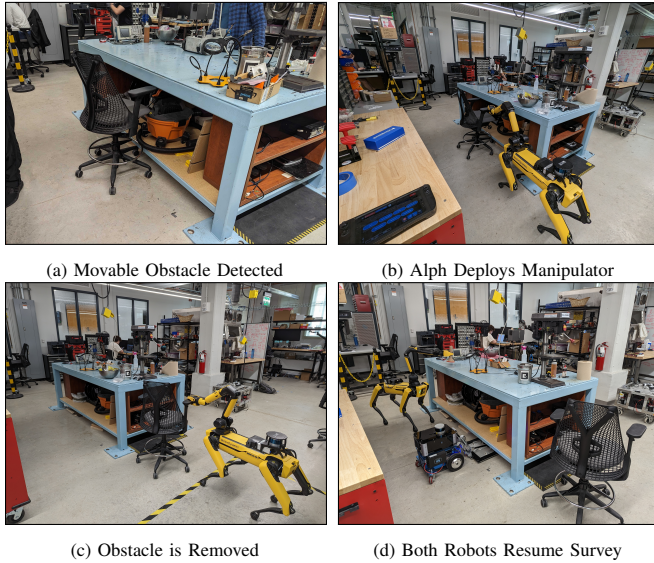 (a) Movable Obstacle Detected
(b) Alph Deploys Manipulator
(c) Obstacle is Removed
(d) Both Robots Resume Survey